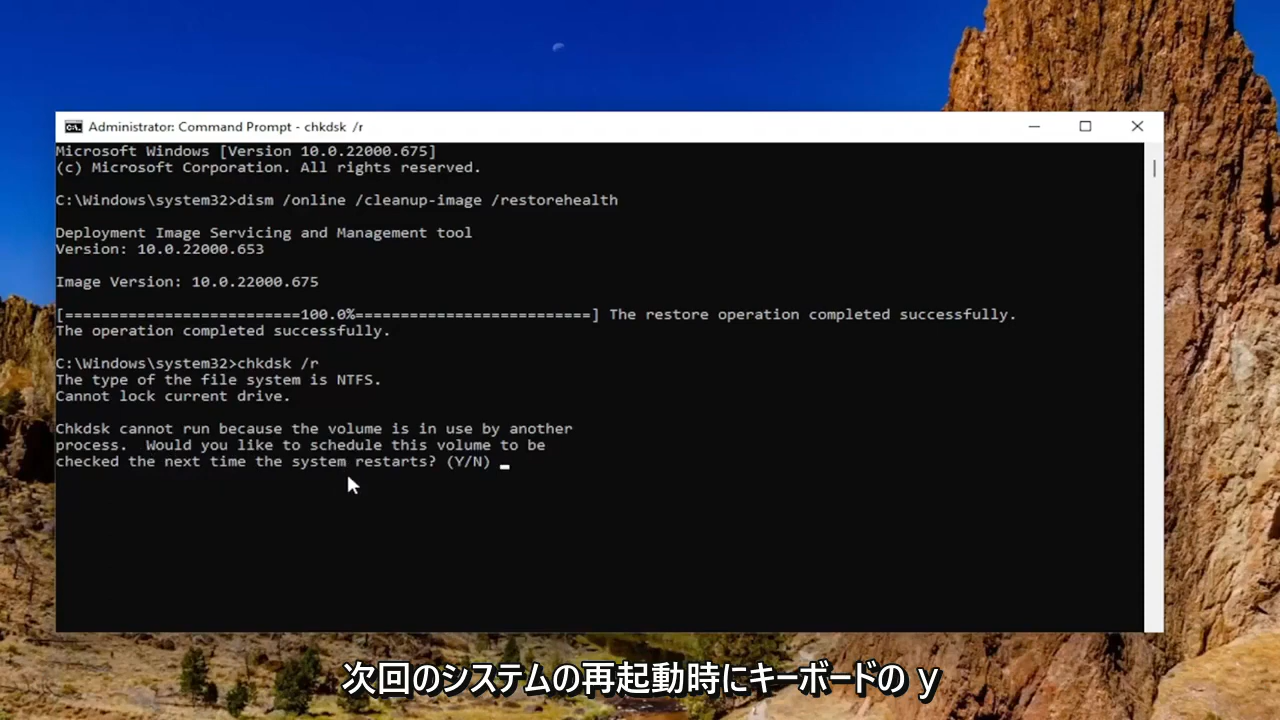 Administrator: Command Prompt - chkdsk /r
Microsoft Windows [Version 10.0.22000.675]
(c) Microsoft Corporation. All rights reserved.
C:\Windows\system32>dism /online /cleanup-image /restorehealth
Deployment Image Servicing and Management tool
Version: 10.0.22000.653
Image Version: 10.0.22000.675
[==========================100.0%==========================] The restore operation completed successfully.
The operation completed successfully.
C:\Windows\system32>chkdsk /r
The type of the file system is NTFS.
Cannot lock current drive.
Chkdsk cannot run because the volume is in use by another
process.  Would you like to schedule this volume to be
checked the next time the system restarts? (Y/N)
次回のシステムの再起動時にキーボードの y